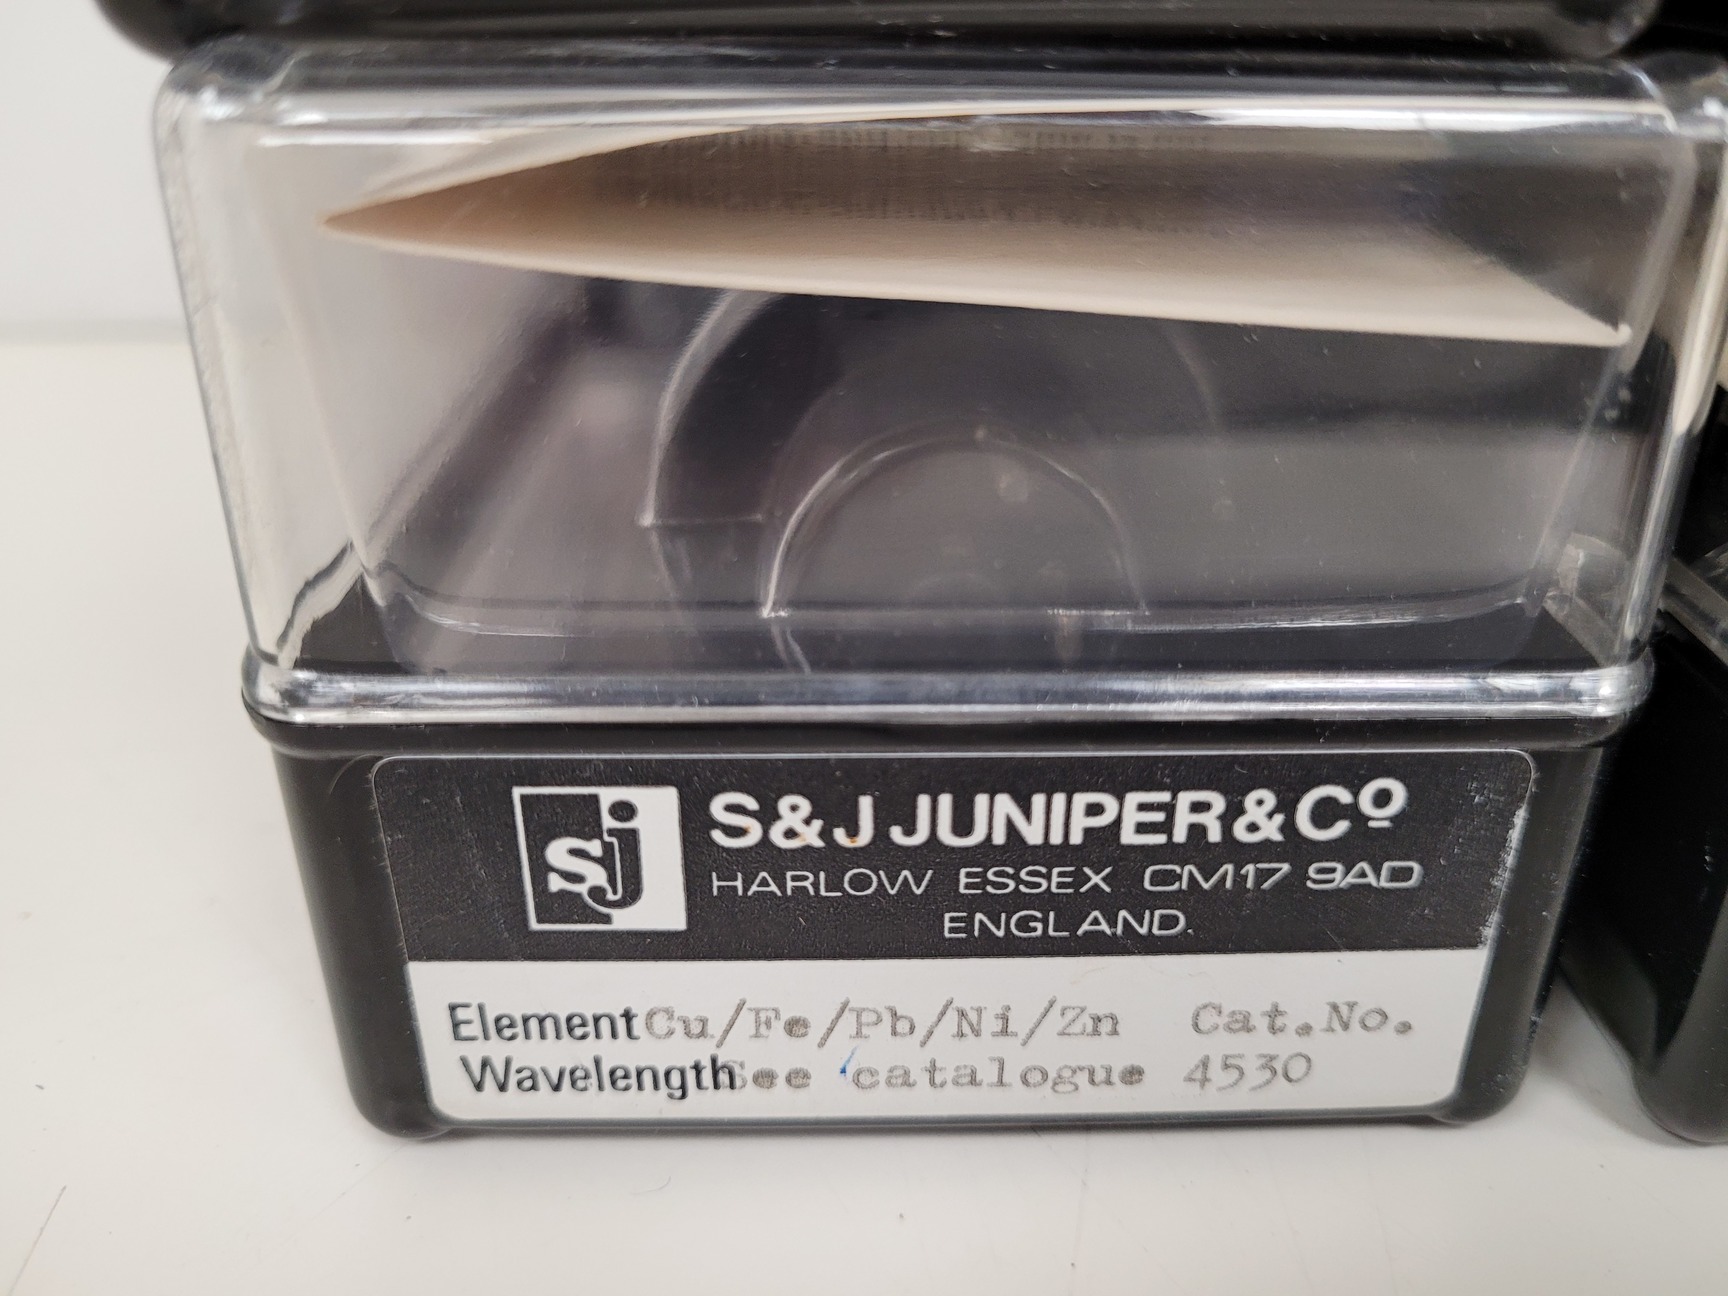 sj
S&J JUNIPER & Cº
HARLOW ESSEX CM17 9AD
ENGLAND.
Element Cu/Fe/Pb/Ni/Zn Cat.No.
Wavelength See catalogue 4530